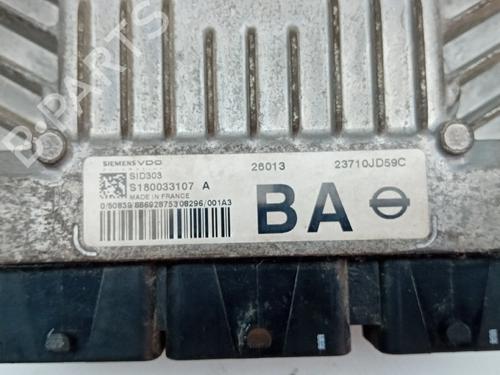 B-PARTS
SIEMENS VDO
SID303
S180033107 A
MADE IN FRANCE
26013
23710JD59C
BA